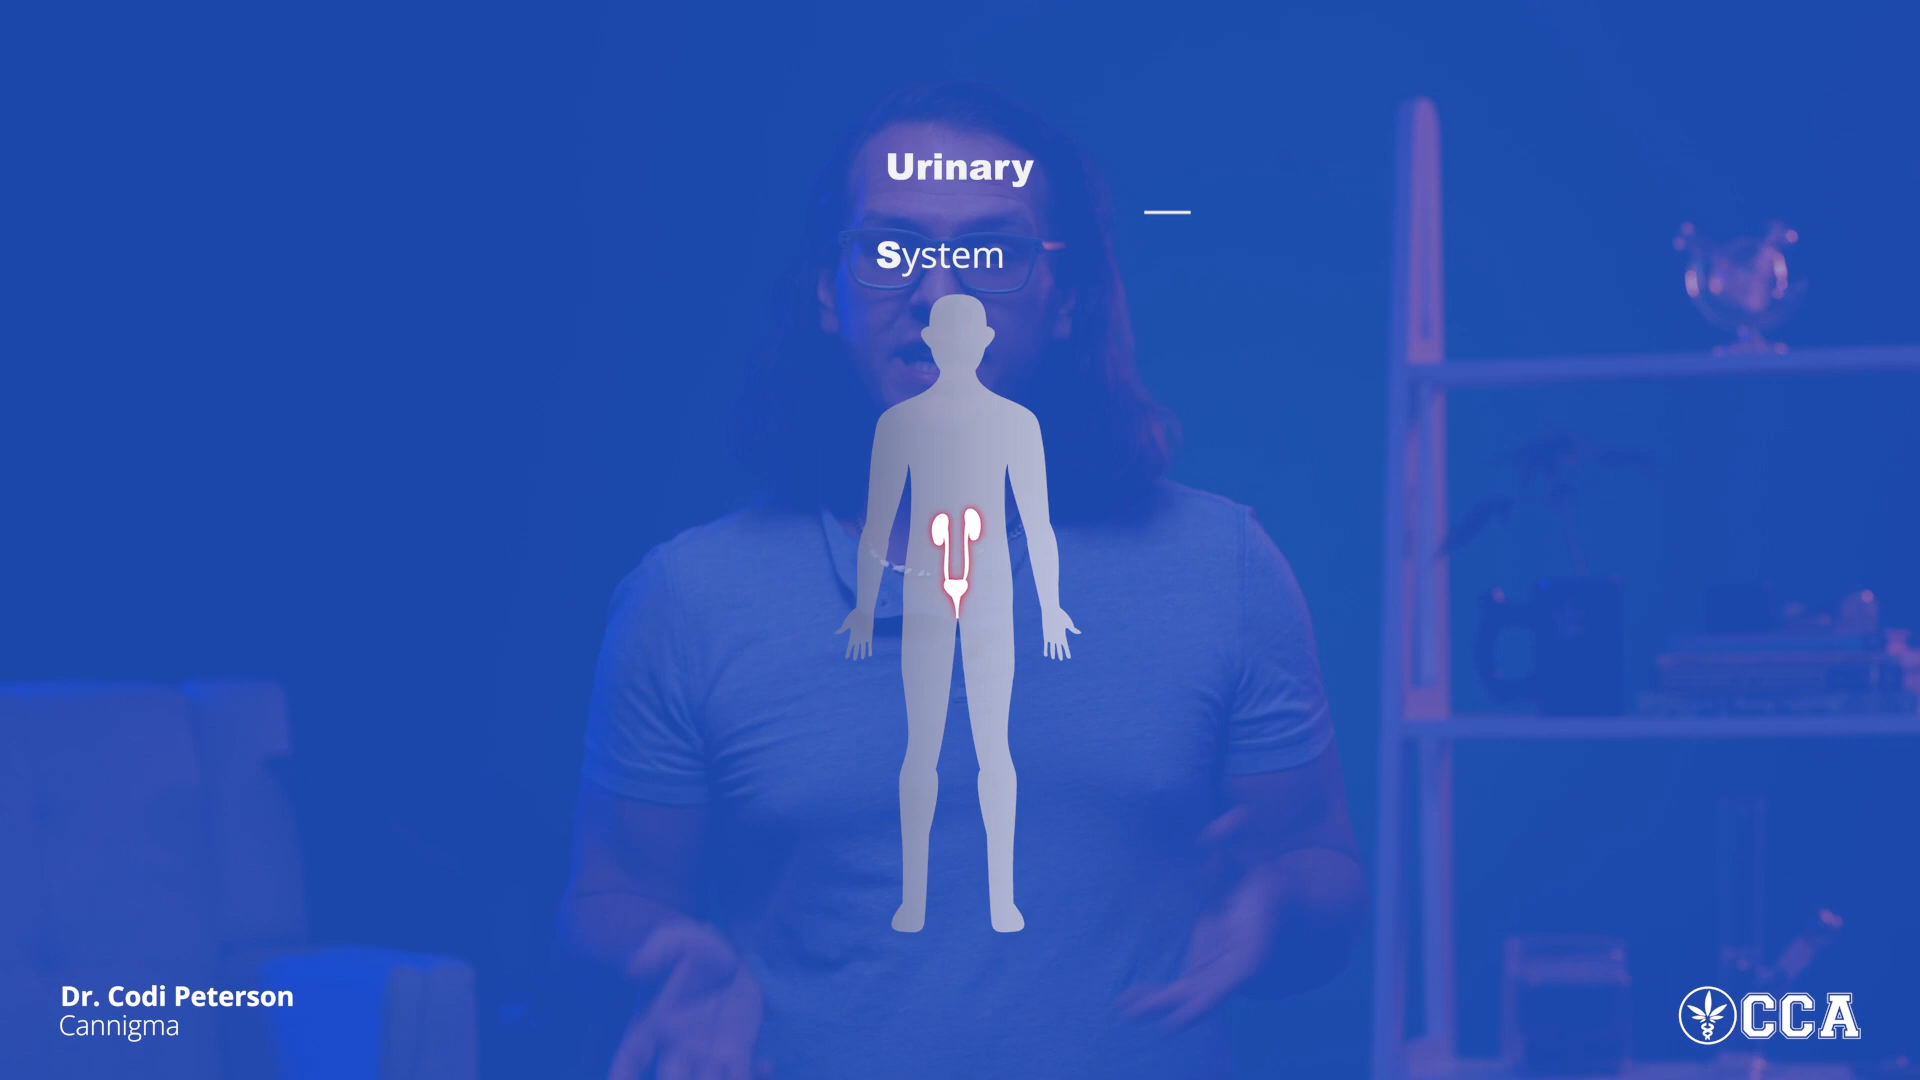 Urinary
System
Dr. Codi Peterson
Cannigma
CCA